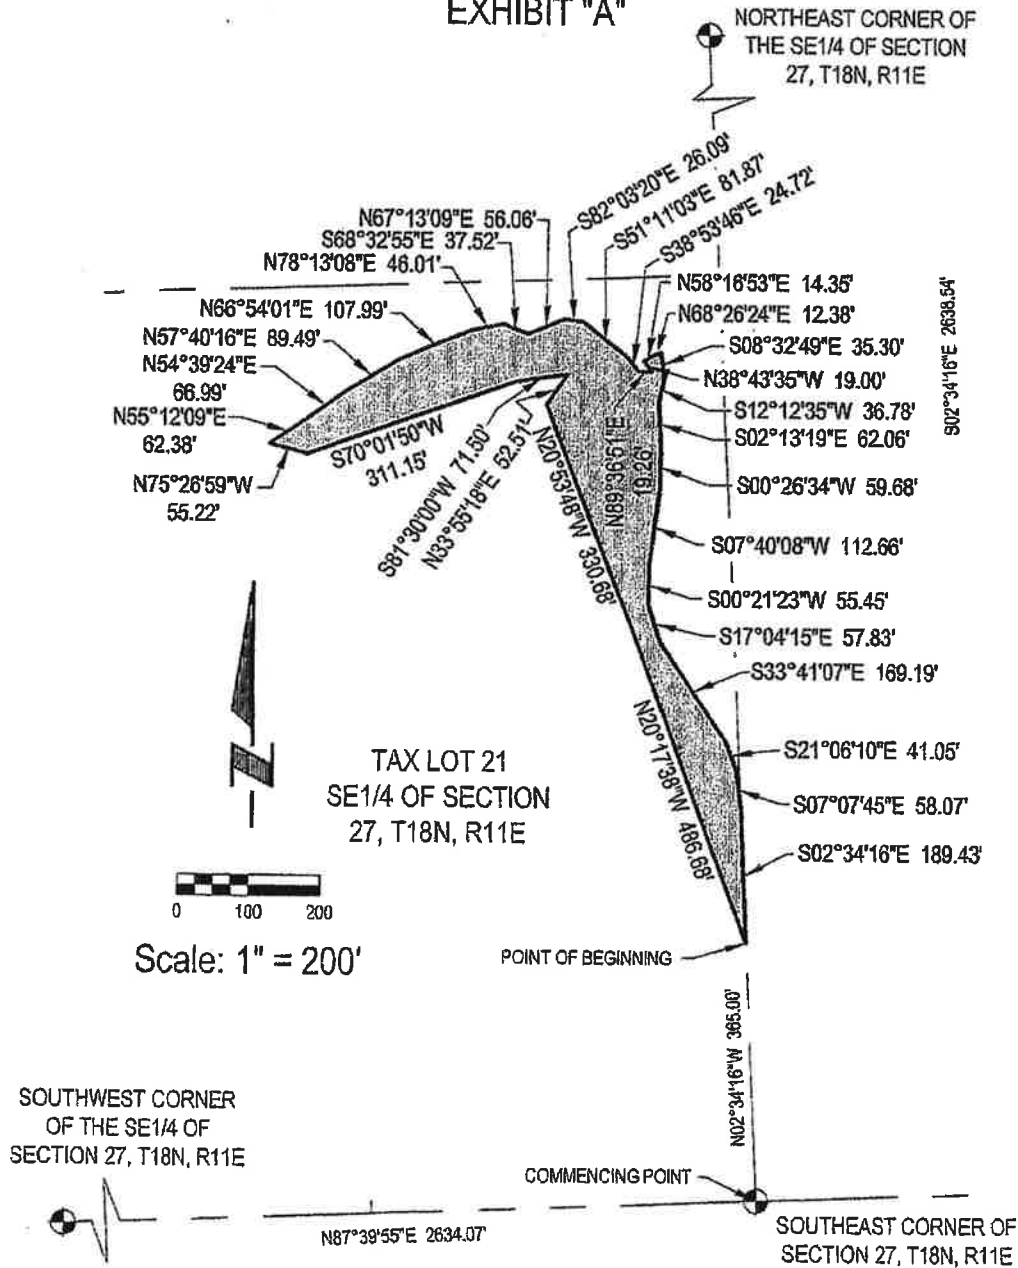 EXHIBIT "A"
NORTHEAST CORNER OF
THE SE1/4 OF SECTION
27, T18N, R11E
S82°03'20"E 26.09'
S51°11'03"E 81.87'
S38°53'46"E 24.72'
N67°13'09"E 56.06'
S68°32'55"E 37.52'
N78°13'08"E 46.01'
N66°54'01"E 107.99'
N57°40'16"E 89.49'
N54°39'24"E
66.99'
N55°12'09"E
62.38'
N75°26'59"W
55.22'
S70°01'50"W
311.15'
S81°30'00"W 71.50'
N33°55'18"E 52.51'
N20°53'48"W 330.68'
N89°36'51"E
19.26'
N58°16'53"E 14.35'
N68°26'24"E 12.38'
S08°32'49"E 35.30'
N38°43'35"W 19.00'
S12°12'35"W 36.78'
S02°13'19"E 62.06'
S00°26'34"W 59.68'
S07°40'08"W 112.66'
S00°21'23"W 55.45'
S17°04'15"E 57.83'
S33°41'07"E 169.19'
S21°06'10"E 41.05'
S07°07'45"E 58.07'
S02°34'16"E 189.43'
S02°34'16"E 2638.54'
N20°17'38"W 486.68'
TAX LOT 21
SE1/4 OF SECTION
27, T18N, R11E
0 100 200
Scale: 1" = 200'
POINT OF BEGINNING
N02°34'16"W 365.00'
SOUTHWEST CORNER
OF THE SE1/4 OF
SECTION 27, T18N, R11E
COMMENCING POINT
N87°39'55"E 2634.07'
SOUTHEAST CORNER OF
SECTION 27, T18N, R11E